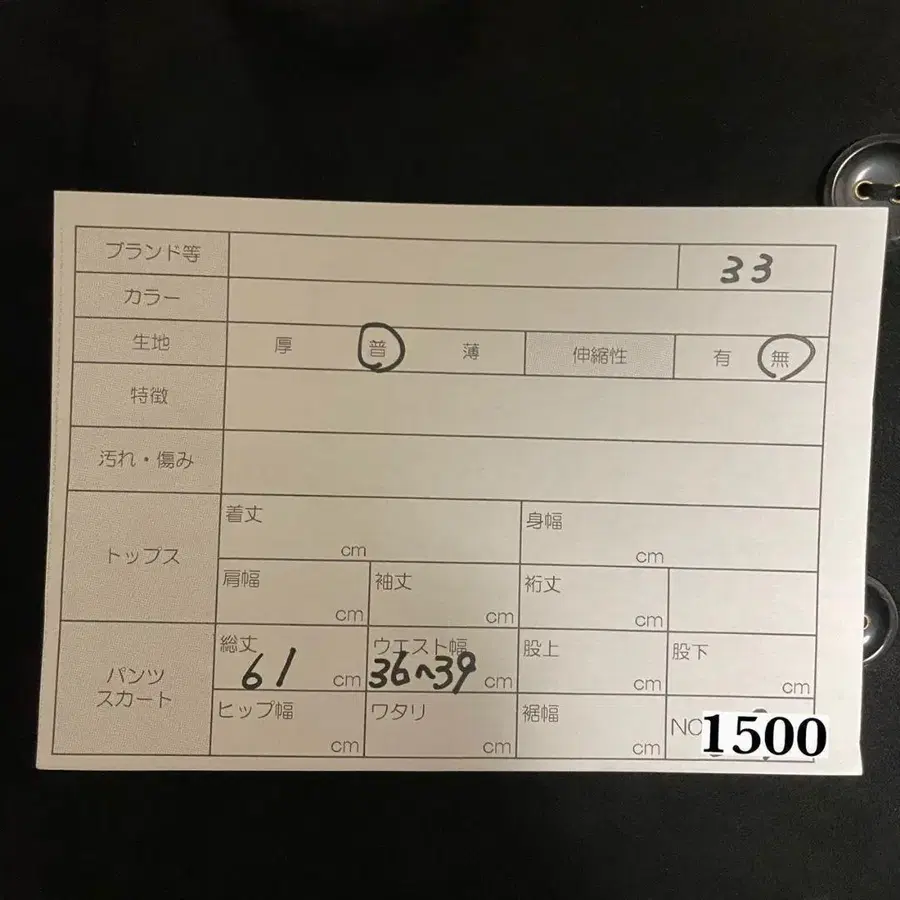 ブランド等 33
カラー
生地 厚 普 薄 伸縮性 有 無
特徴
汚れ・傷み
トップス
着丈 cm 身幅 cm
肩幅 cm 袖丈 cm 裄丈 cm
パンツ
スカート
総丈 61 cm ウエスト幅 36~39 cm 股上 cm 股下 cm
ヒップ幅 cm ワタリ cm 裾幅 cm NO 1500